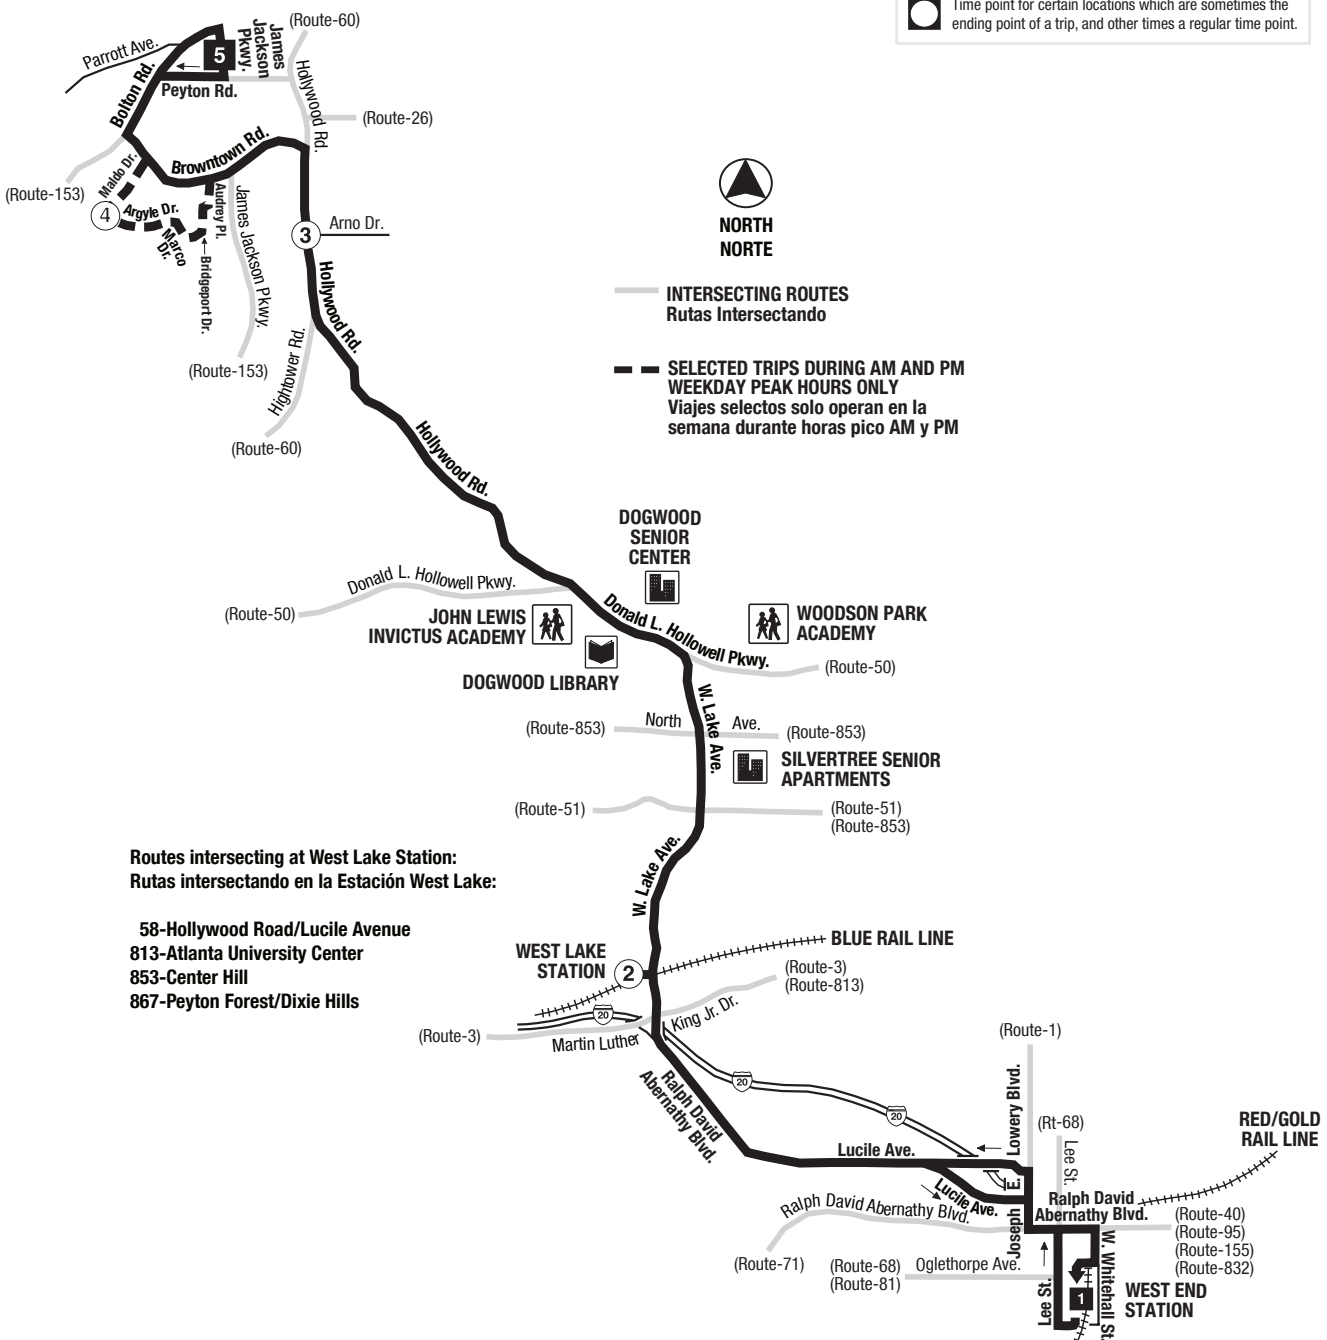 Time point for certain locations which are sometimes the
ending point of a trip, and other times a regular time point.
(Route-60)
James
Jackson
Pkwy.
Parrott Ave.
5
Bolton Rd.
Peyton Rd.
Hollywood Rd.
(Route-26)
Browntown Rd.
Maldo Dr.
(Route-153)
4
Argyle Dr.
Marco
Dr.
Audrey Pl.
Bridgeport Dr.
James Jackson Pkwy.
(Route-153)
3
Arno Dr.
Hollywood Rd.
Hightower Rd.
(Route-60)
NORTH
NORTE
INTERSECTING ROUTES
Rutas Intersectando
SELECTED TRIPS DURING AM AND PM
WEEKDAY PEAK HOURS ONLY
Viajes selectos solo operan en la
semana durante horas pico AM y PM
Hollywood Rd.
DOGWOOD
SENIOR
CENTER
Donald L. Hollowell Pkwy.
(Route-50)
JOHN LEWIS
INVICTUS ACADEMY
Donald L. Hollowell Pkwy.
WOODSON PARK
ACADEMY
(Route-50)
DOGWOOD LIBRARY
W. Lake Ave.
(Route-853)
North
Ave.
(Route-853)
SILVERTREE SENIOR
APARTMENTS
(Route-51)
(Route-51)
(Route-853)
W. Lake Ave.
Routes intersecting at West Lake Station:
Rutas intersectando en la Estación West Lake:
58-Hollywood Road/Lucile Avenue
813-Atlanta University Center
853-Center Hill
867-Peyton Forest/Dixie Hills
WEST LAKE
STATION
2
BLUE RAIL LINE
(Route-3)
(Route-813)
20
(Route-3)
Martin Luther
King Jr. Dr.
Ralph David
Abernathy Blvd.
20
20
(Route-1)
Joseph E. Lowery Blvd.
(Rt-68)
Lee St.
RED/GOLD
RAIL LINE
Lucile Ave.
Lucile Ave.
Ralph David Abernathy Blvd.
(Route-71)
Ralph David
Abernathy Blvd.
(Route-40)
(Route-95)
(Route-155)
(Route-832)
(Route-68)
(Route-81)
Oglethorpe Ave.
Lee St.
1
W. Whitehall St.
WEST END
STATION